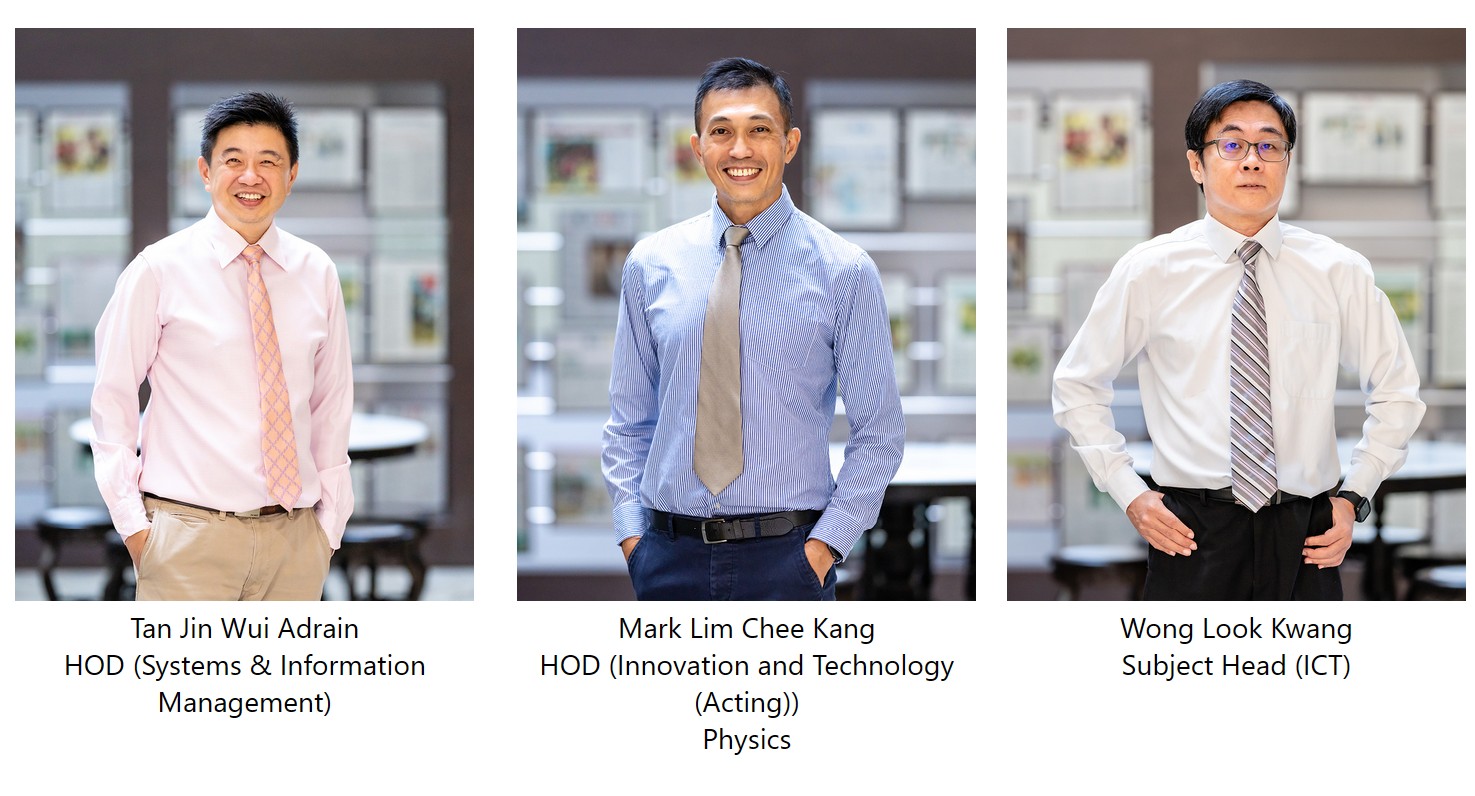 Tan Jin Wui Adrain
HOD (Systems & Information
Management)
Mark Lim Chee Kang
HOD (Innovation and Technology
(Acting))
Physics
Wong Look Kwang
Subject Head (ICT)